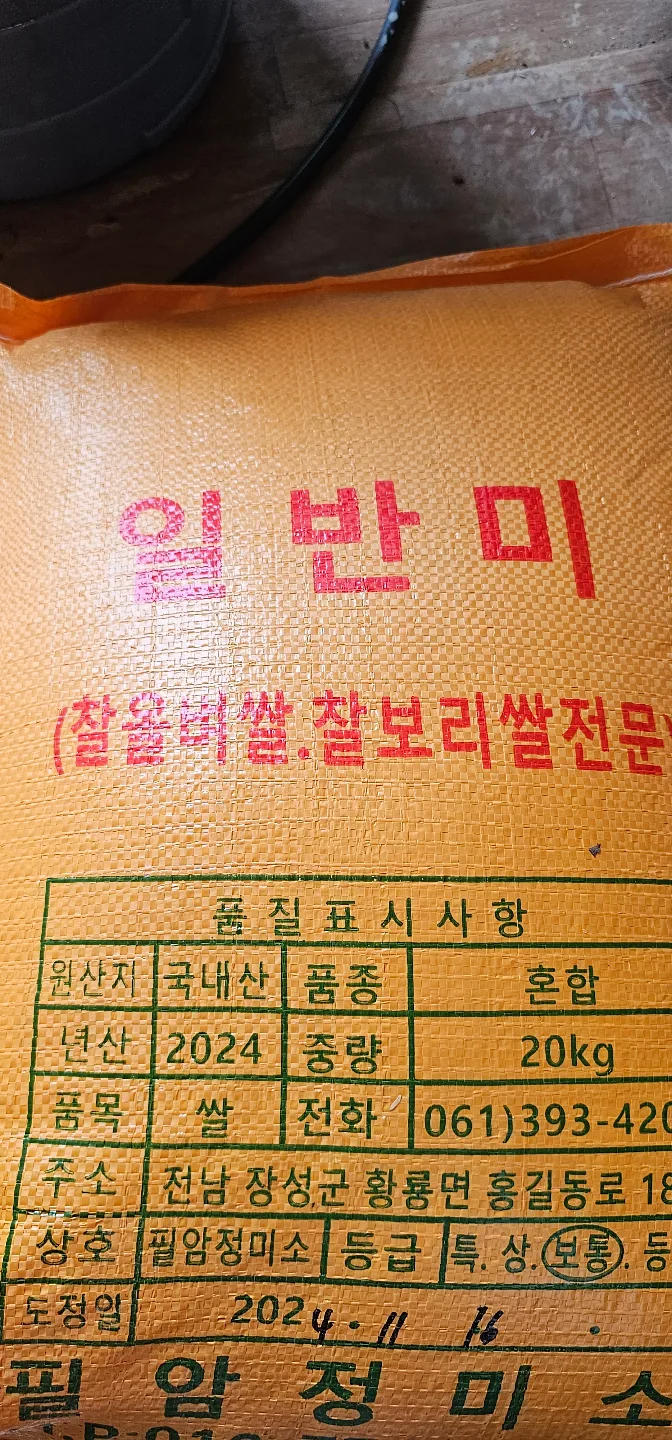 일반미
(찰올벼쌀.찰보리쌀전문
품질표시사항
원산지 국내산 품종 혼합
년산 2024 중량 20kg
품목 쌀 전화 061)393-420
주소 전남 장성군 황룡면 홍길동로 18
상호 필암정미소 등급 특. 상. 보통. 등
도정일 2024. 11 16 .
필암정미소